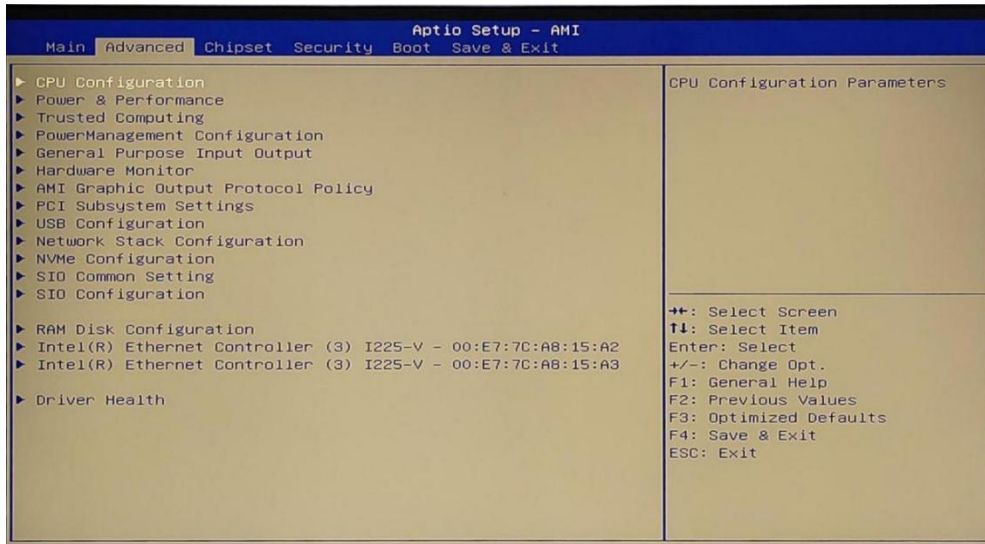 Aptio Setup – AMI
Main Advanced Chipset Security Boot Save & Exit
► CPU Configuration
► Power & Performance
► Trusted Computing
► PowerManagement Configuration
► General Purpose Input Output
► Hardware Monitor
► AMI Graphic Output Protocol Policy
► PCI Subsystem Settings
► USB Configuration
► Network Stack Configuration
► NVMe Configuration
► SIO Common Setting
► SIO Configuration
► RAM Disk Configuration
► Intel(R) Ethernet Controller (3) I225-V - 00:E7:7C:A8:15:A2
► Intel(R) Ethernet Controller (3) I225-V - 00:E7:7C:A8:15:A3
► Driver Health
CPU Configuration Parameters
→←: Select Screen
↑↓: Select Item
Enter: Select
+/-: Change Opt.
F1: General Help
F2: Previous Values
F3: Optimized Defaults
F4: Save & Exit
ESC: Exit